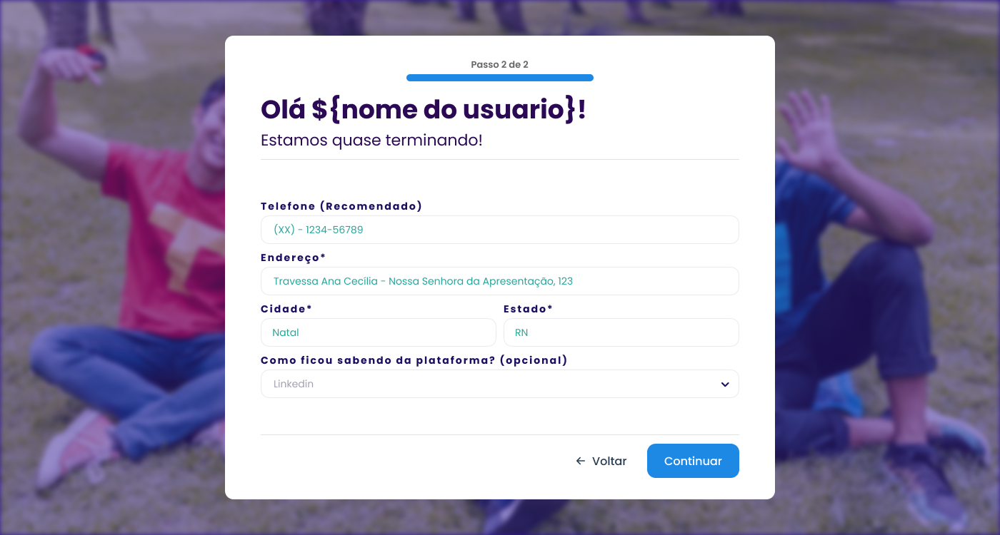 Passo 2 de 2
Olá ${nome do usuario}!
Estamos quase terminando!
Telefone (Recomendado)
(XX) - 1234-56789
Endereço*
Travessa Ana Cecília - Nossa Senhora da Apresentação, 123
Cidade*
Estado*
Natal
RN
Como ficou sabendo da plataforma? (opcional)
Linkedin
← Voltar
Continuar